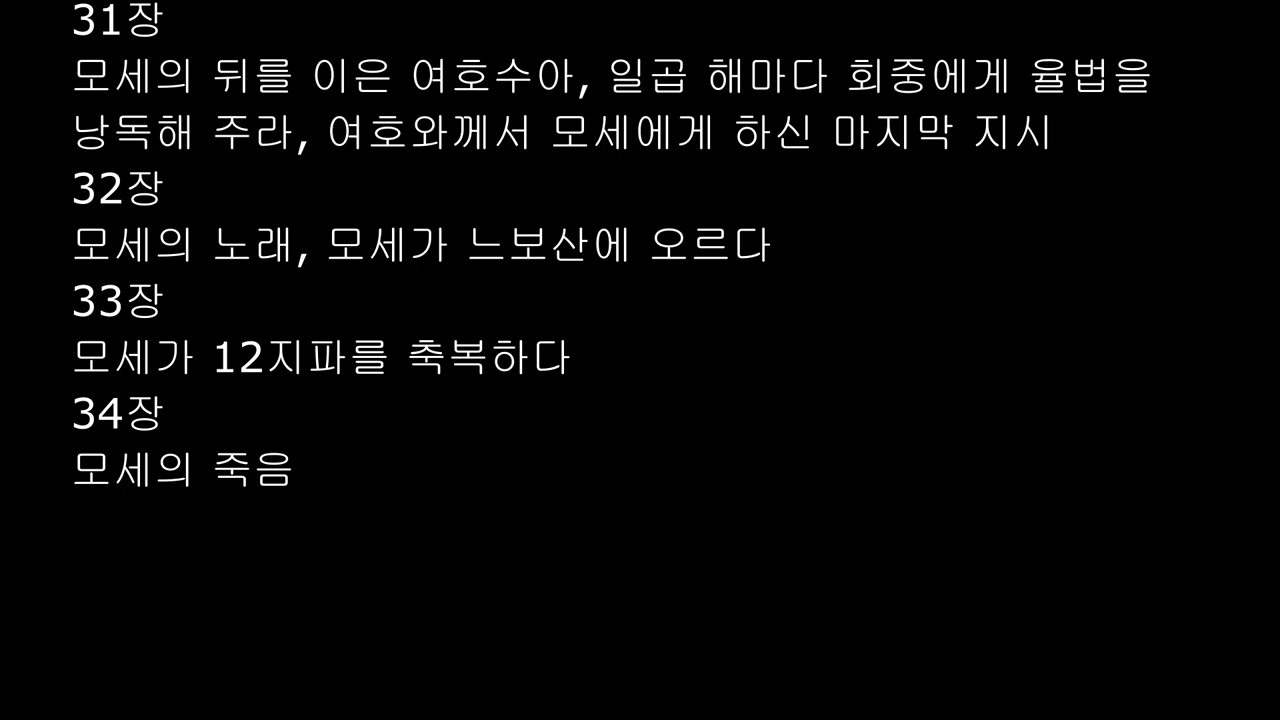 31장
모세의 뒤를 이은 여호수아, 일곱 해마다 회중에게 율법을
낭독해 주라, 여호와께서 모세에게 하신 마지막 지시
32장
모세의 노래, 모세가 느보산에 오르다
33장
모세가 12지파를 축복하다
34장
모세의 죽음